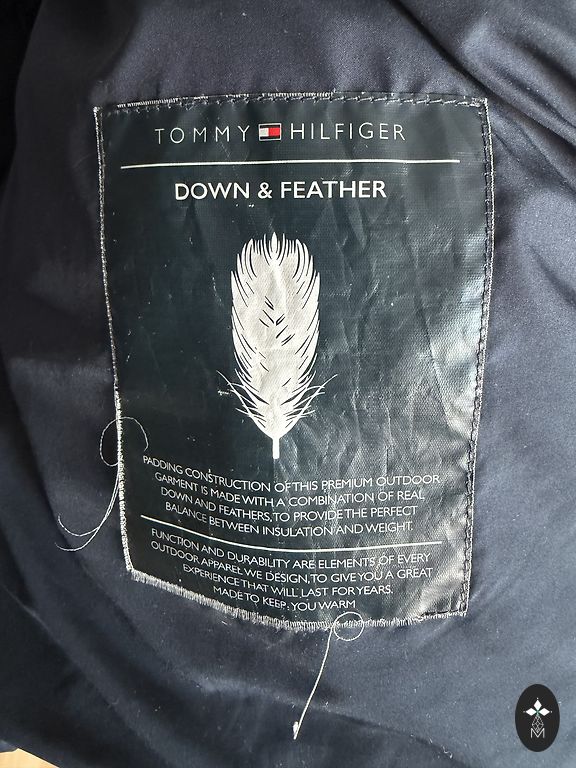 TOMMY HILFIGER
DOWN & FEATHER
PADDING CONSTRUCTION OF THIS PREMIUM OUTDOOR
GARMENT IS MADE WITH A COMBINATION OF REAL
DOWN AND FEATHERS, TO PROVIDE THE PERFECT
BALANCE BETWEEN INSULATION AND WEIGHT.
FUNCTION AND DURABILITY ARE ELEMENTS OF EVERY
OUTDOOR APPAREL WE DESIGN, TO GIVE YOU A GREAT
EXPERIENCE THAT WILL LAST FOR YEARS.
MADE TO KEEP YOU WARM
M